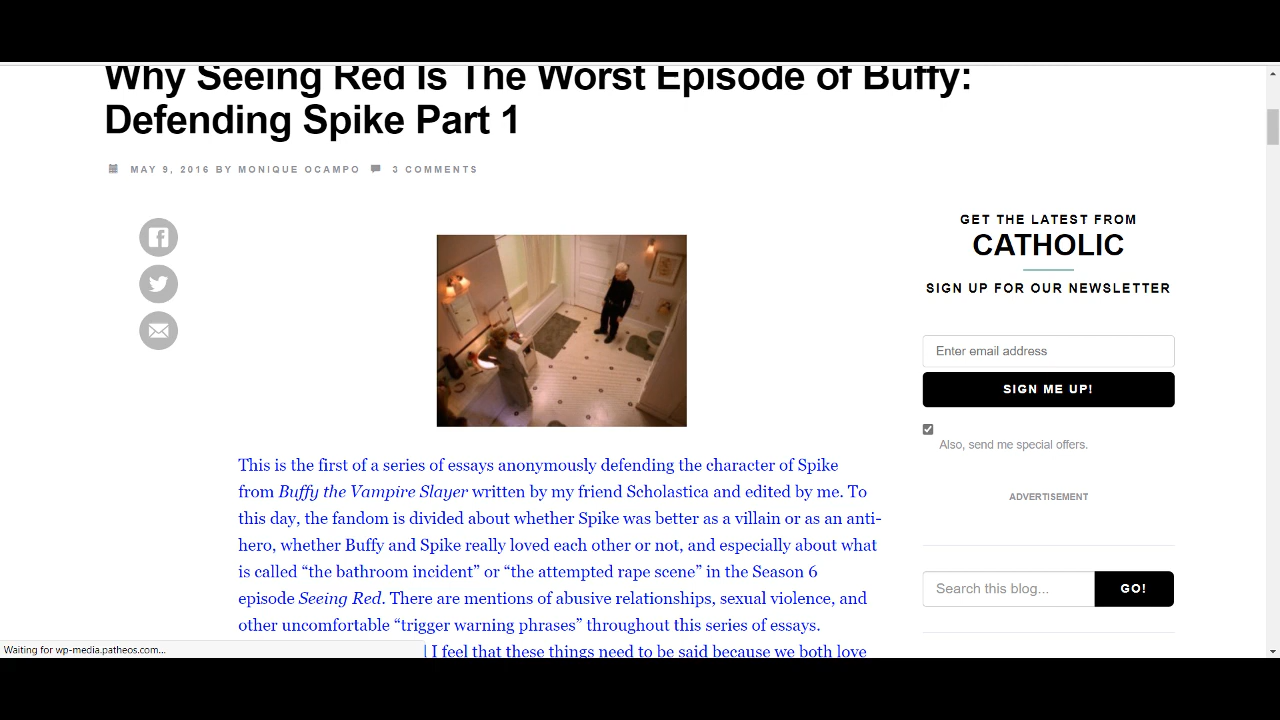 Why Seeing Red Is The Worst Episode of Buffy:
Defending Spike Part 1
MAY 9, 2016 BY MONIQUE OCAMPO 3 COMMENTS
This is the first of a series of essays anonymously defending the character of Spike
from Buffy the Vampire Slayer written by my friend Scholastica and edited by me. To
this day, the fandom is divided about whether Spike was better as a villain or as an anti-
hero, whether Buffy and Spike really loved each other or not, and especially about what
is called “the bathroom incident” or “the attempted rape scene” in the Season 6
episode Seeing Red. There are mentions of abusive relationships, sexual violence, and
other uncomfortable “trigger warning phrases” throughout this series of essays.
I feel that these things need to be said because we both love
GET THE LATEST FROM
CATHOLIC
SIGN UP FOR OUR NEWSLETTER
Enter email address
SIGN ME UP!
Also, send me special offers.
ADVERTISEMENT
Search this blog...
GO!
Waiting for wp-media.patheos.com...